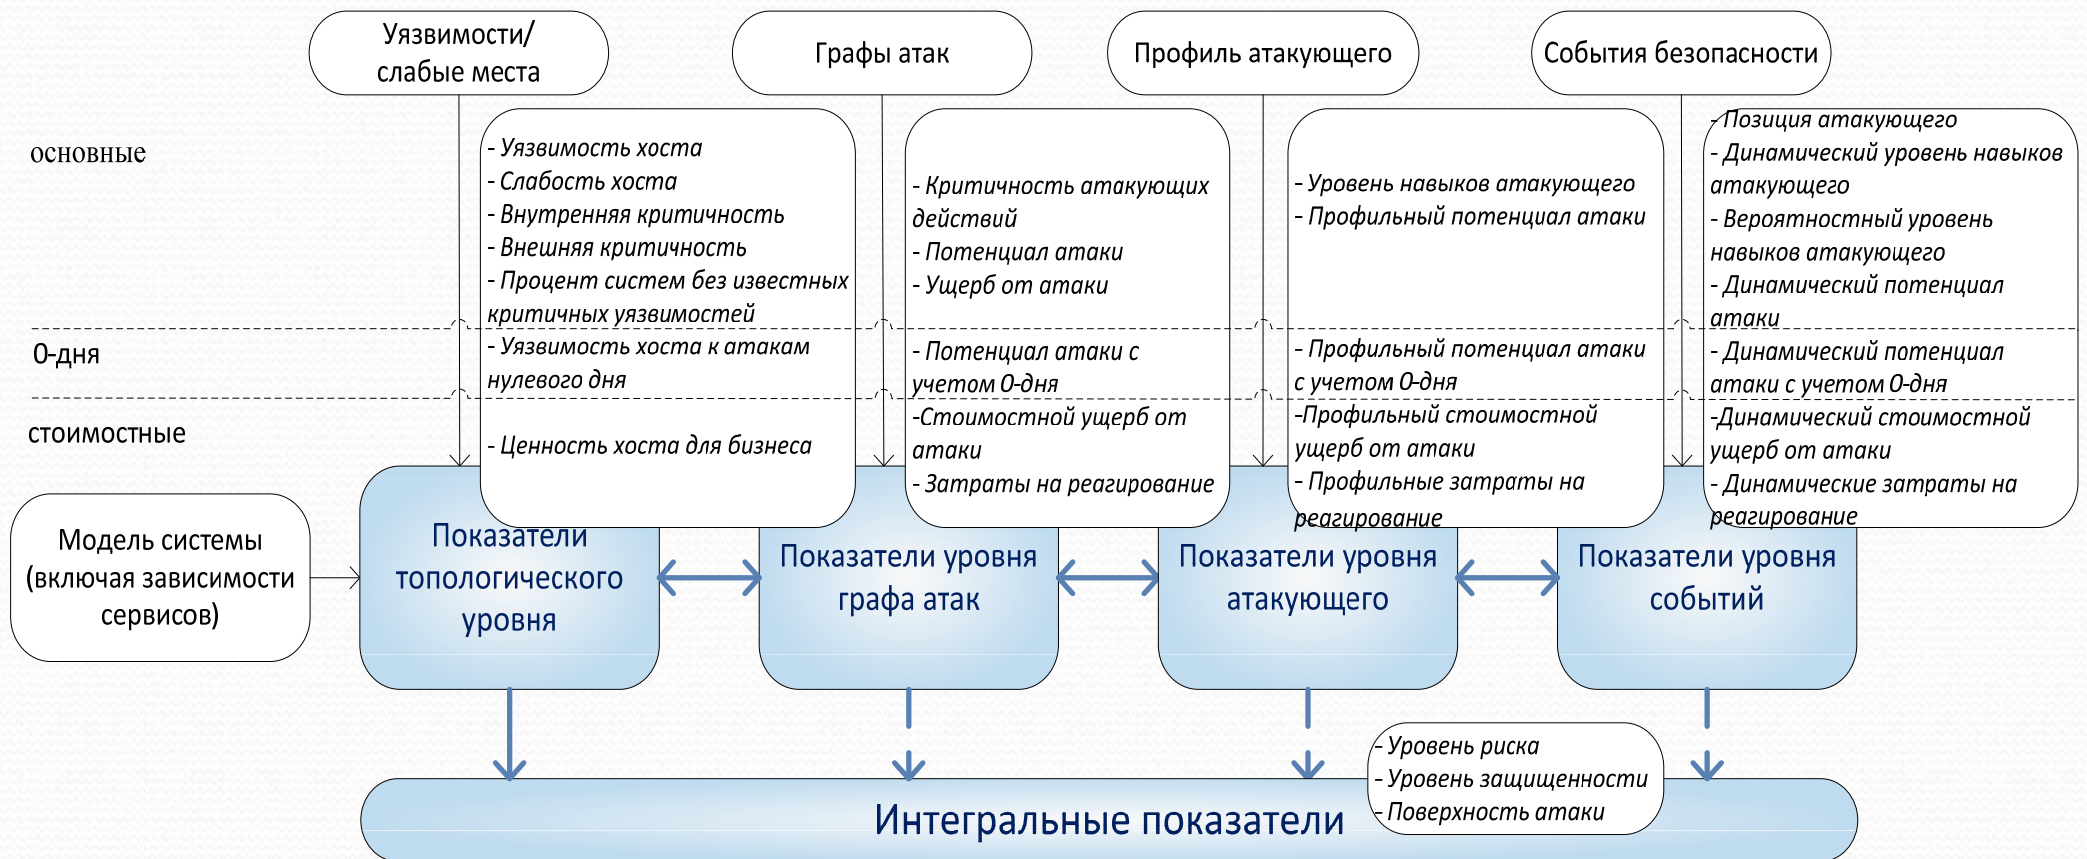 Уязвимости/
слабые места
Графы атак
Профиль атакующего
События безопасности
основные
- Уязвимость хоста
- Слабость хоста
- Внутренняя критичность
- Внешняя критичность
- Процент систем без известных
критичных уязвимостей
- Уязвимость хоста к атакам
нулевого дня
- Ценность хоста для бизнеса
- Критичность атакующих
действий
- Потенциал атаки
- Ущерб от атаки
- Потенциал атаки с
учетом 0-дня
-Стоимостной ущерб от
атаки
- Затраты на реагирование
- Уровень навыков атакующего
- Профильный потенциал атаки
- Профильный потенциал атаки
с учетом 0-дня
-Профильный стоимостной
ущерб от атаки
- Профильные затраты на
реагирование
- Позиция атакующего
- Динамический уровень навыков
атакующего
- Вероятностный уровень
навыков атакующего
- Динамический потенциал
атаки
- Динамический потенциал
атаки с учетом 0-дня
-Динамический стоимостной
ущерб от атаки
- Динамические затраты на
реагирование
0-дня
стоимостные
Модель системы
(включая зависимости
сервисов)
Показатели
топологического
уровня
Показатели уровня
графа атак
Показатели уровня
атакующего
Показатели уровня
событий
- Уровень риска
- Уровень защищенности
- Поверхность атаки
Интегральные показатели